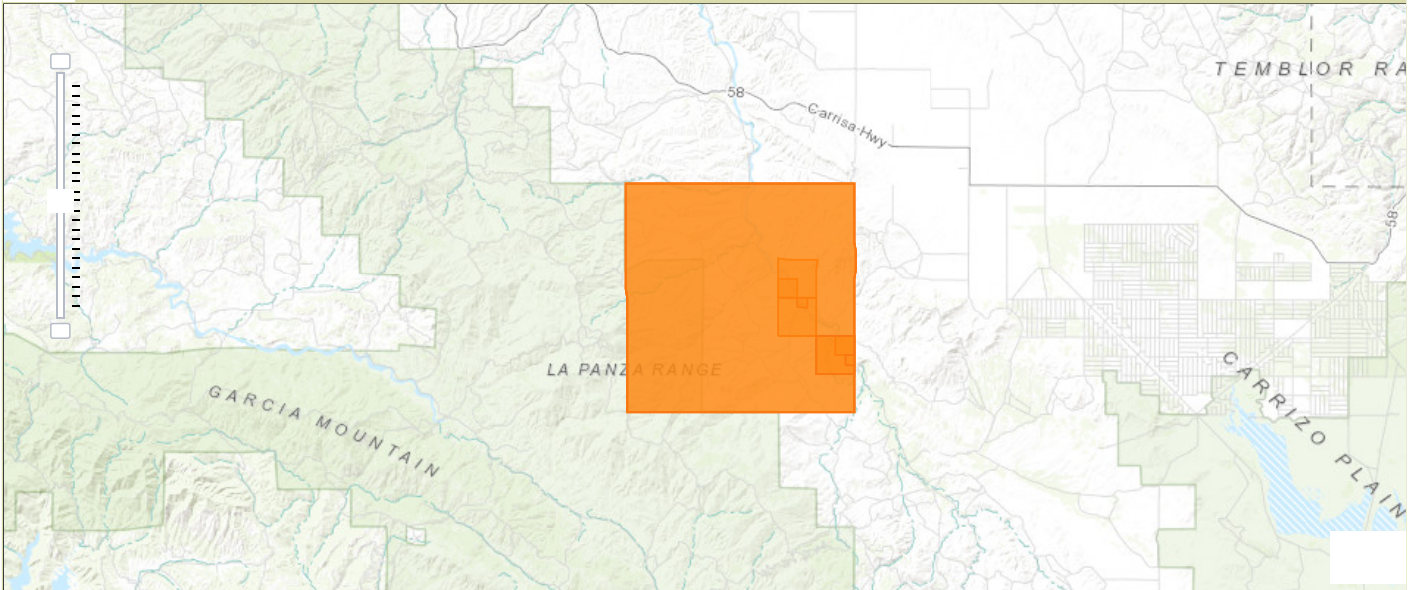 TEMBLOR RA
58
Carrisa Hwy
58
LA PANZA RANGE
GARCIA MOUNTAIN
CARRIZO PLAIN